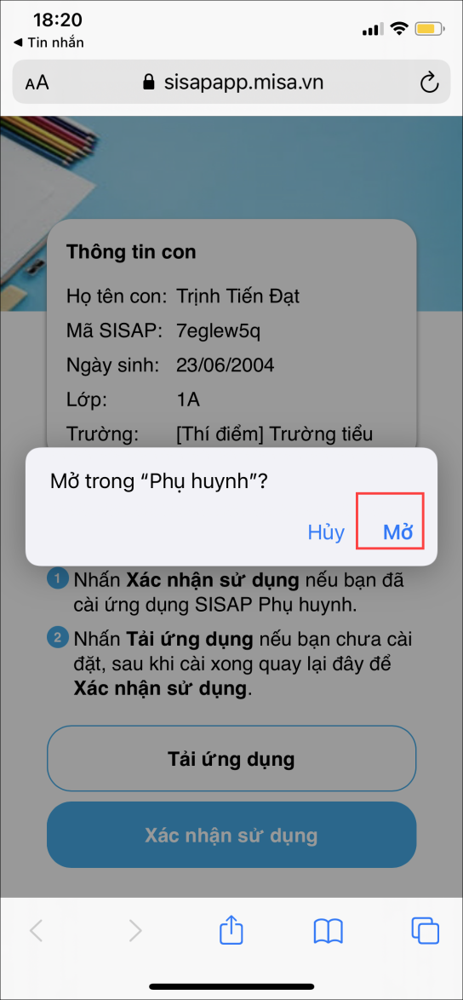 18:20
◀ Tin nhắn
AA
sisapapp.misa.vn
Thông tin con
Họ tên con: Trịnh Tiến Đạt
Mã SISAP: 7eglew5q
Ngày sinh: 23/06/2004
Lớp: 1A
Trường: [Thí điểm] Trường tiểu
Mở trong “Phụ huynh”?
Hủy Mở
1 Nhấn Xác nhận sử dụng nếu bạn đã
cài ứng dụng SISAP Phụ huynh.
2 Nhấn Tải ứng dụng nếu bạn chưa cài
đặt, sau khi cài xong quay lại đây để
Xác nhận sử dụng.
Tải ứng dụng
Xác nhận sử dụng